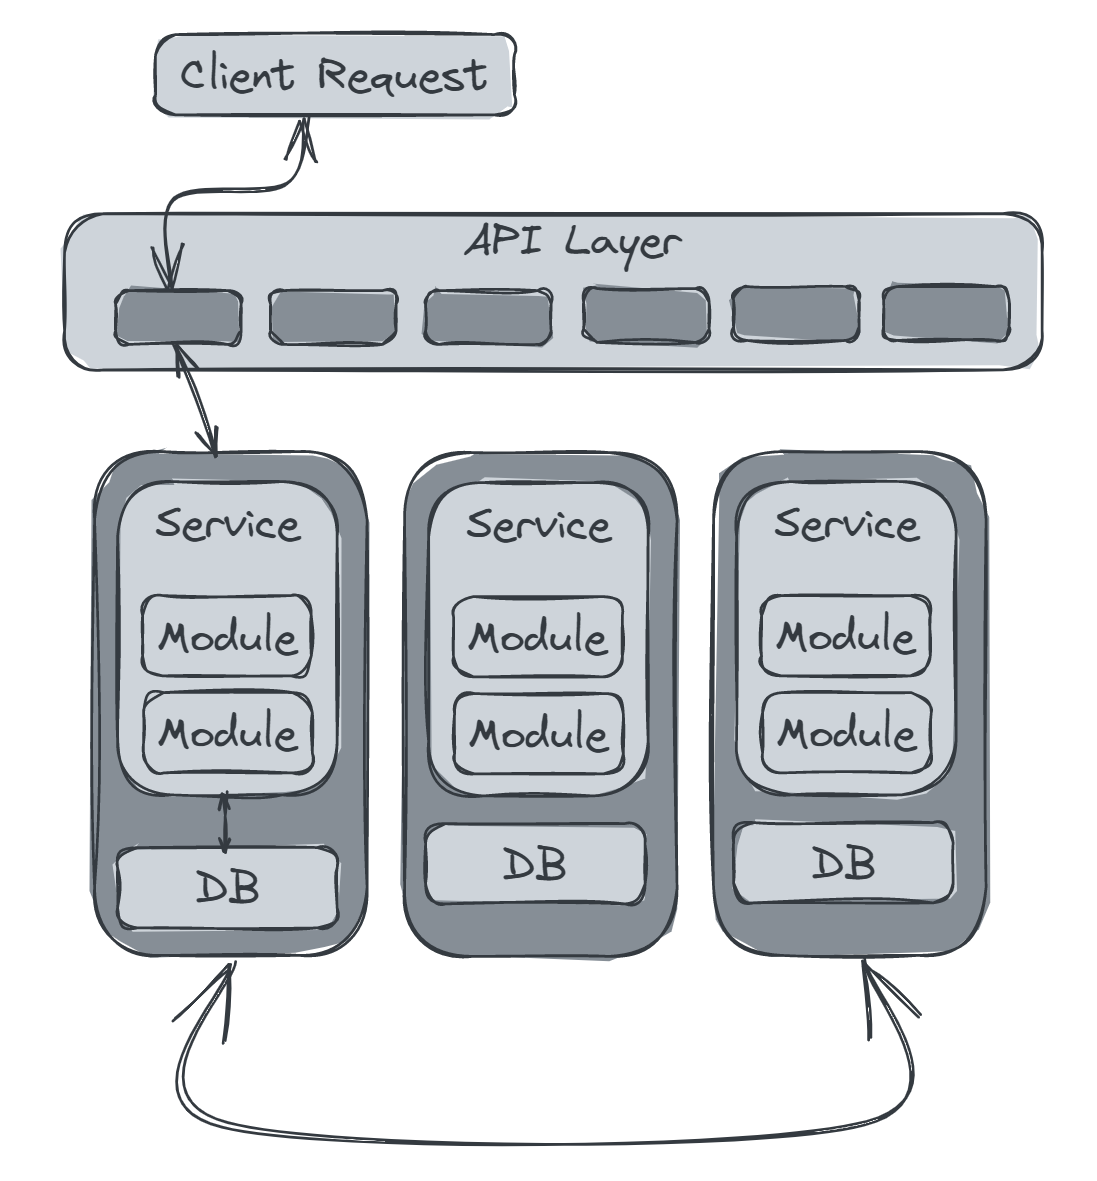 Client Request
API Layer
Service
Module
Module
DB
Service
Module
Module
DB
Service
Module
Module
DB